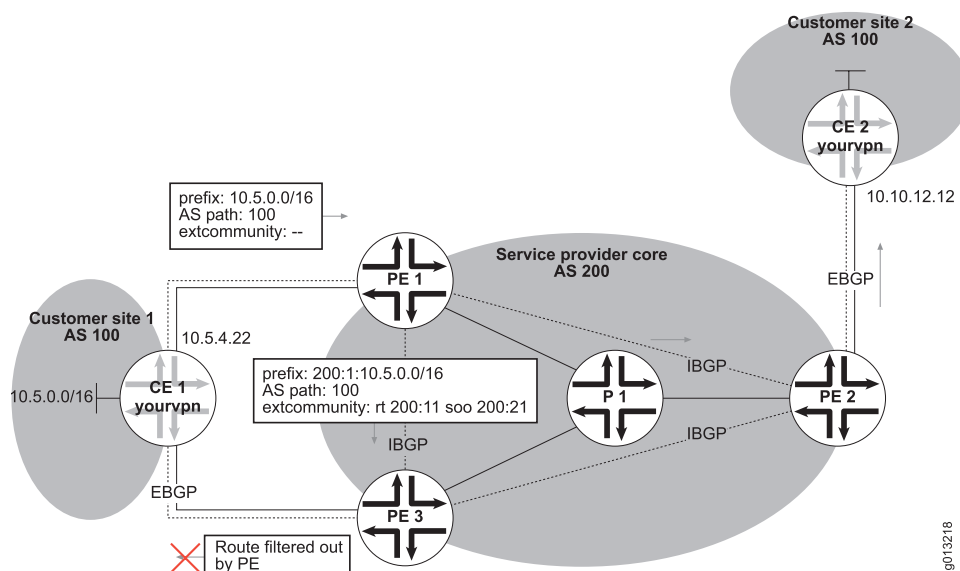 Customer site 2
AS 100
CE 2
yourvpn
10.10.12.12
prefix: 10.5.0.0/16
AS path: 100
extcommunity: --
Service provider core
AS 200
PE 1
EBGP
Customer site 1
AS 100
10.5.4.22
prefix: 200:1:10.5.0.0/16
AS path: 100
extcommunity: rt 200:11 soo 200:21
IBGP
10.5.0.0/16
CE 1
yourvpn
P 1
PE 2
IBGP
IBGP
EBGP
PE 3
Route filtered out
by PE
g013218